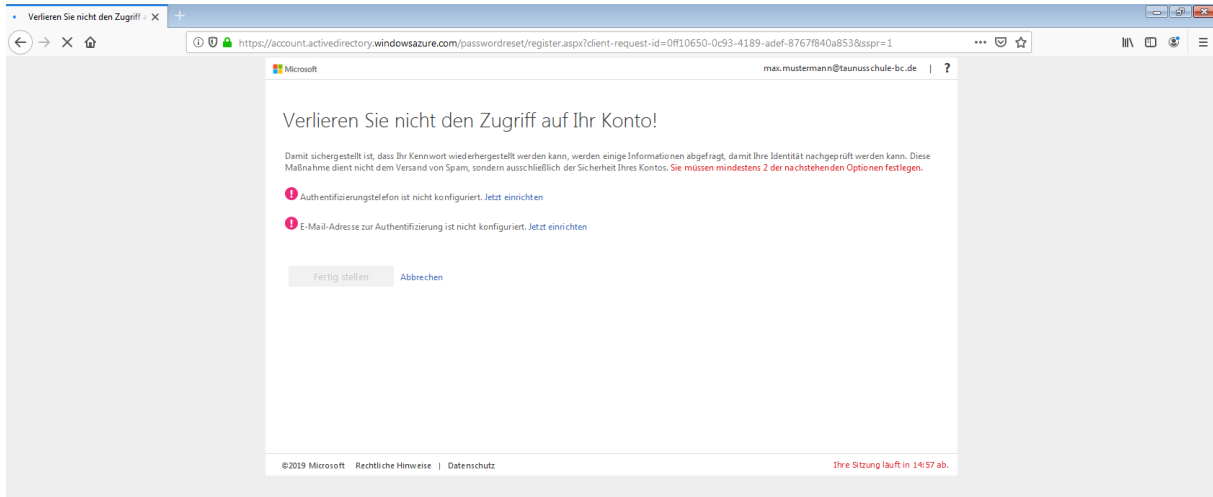 Verlieren Sie nicht den Zugriff a
https://account.activedirectory.windowsazure.com/passwordreset/register.aspx?client-request-id=0ff10650-0c93-4189-adef-8767f840a853&sspr=1
Microsoft
max.mustermann@taunusschule-bc.de | ?
Verlieren Sie nicht den Zugriff auf Ihr Konto!
Damit sichergestellt ist, dass Ihr Kennwort wiederhergestellt werden kann, werden einige Informationen abgefragt, damit Ihre Identität nachgeprüft werden kann. Diese
Maßnahme dient nicht dem Versand von Spam, sondern ausschließlich der Sicherheit Ihres Kontos. Sie müssen mindestens 2 der nachstehenden Optionen festlegen.
! Authentifizierungstelefon ist nicht konfiguriert. Jetzt einrichten
! E-Mail-Adresse zur Authentifizierung ist nicht konfiguriert. Jetzt einrichten
Fertig stellen Abbrechen
©2019 Microsoft Rechtliche Hinweise | Datenschutz
Ihre Sitzung läuft in 14:57 ab.